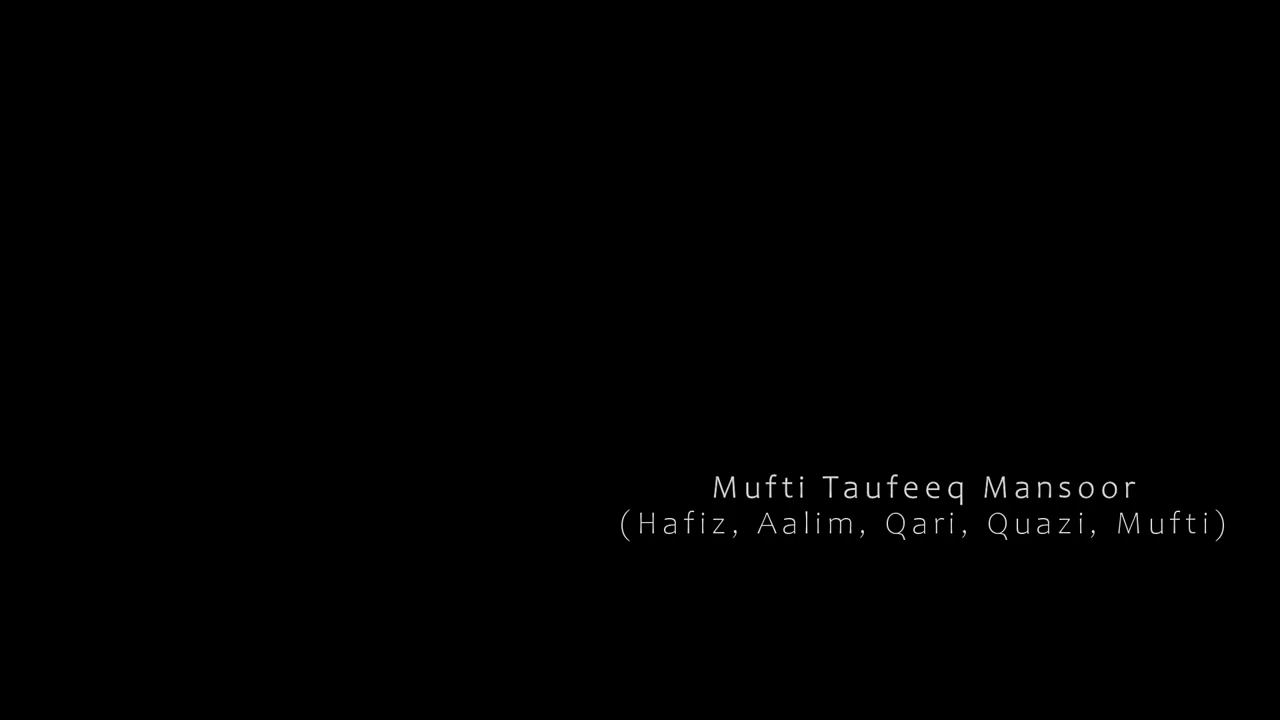 Mufti Taufeeq Mansoor
(Hafiz, Aalim, Qari, Quazi, Mufti)